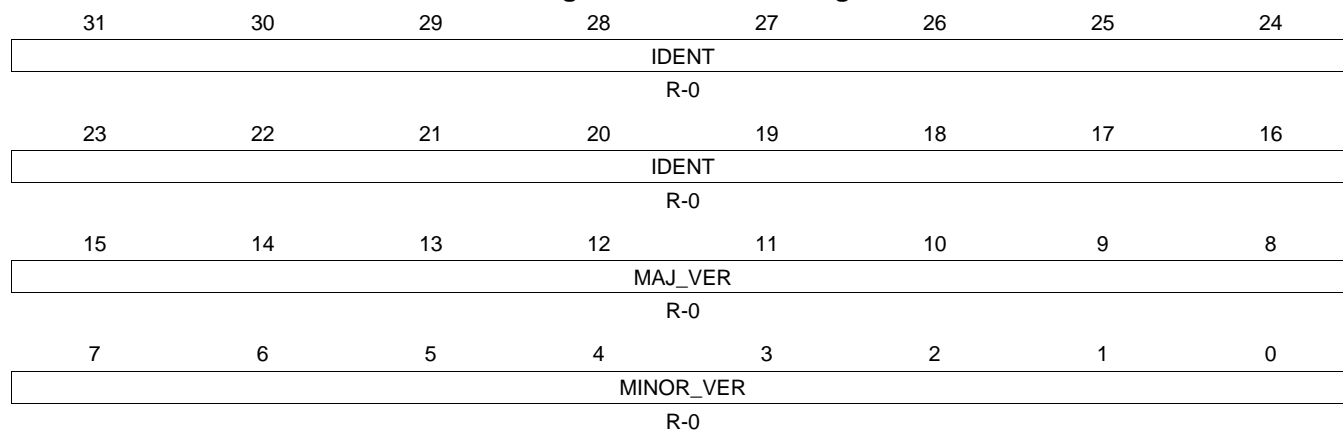 31 30 29 28 27 26 25 24
IDENT
R-0
23 22 21 20 19 18 17 16
IDENT
R-0
15 14 13 12 11 10 9 8
MAJ_VER
R-0
7 6 5 4 3 2 1 0
MINOR_VER
R-0